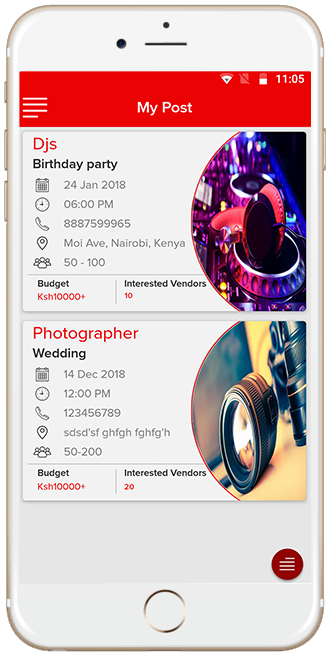 11:05
My Post
Djs
Birthday party
24 Jan 2018
06:00 PM
8887599965
Moi Ave, Nairobi, Kenya
50 - 100
Budget Interested Vendors
Ksh10000+ 10
Photographer
Wedding
14 Dec 2018
12:00 PM
123456789
sdsd'sf ghfgh fghfg'h
50-200
Budget Interested Vendors
Ksh10000+ 20